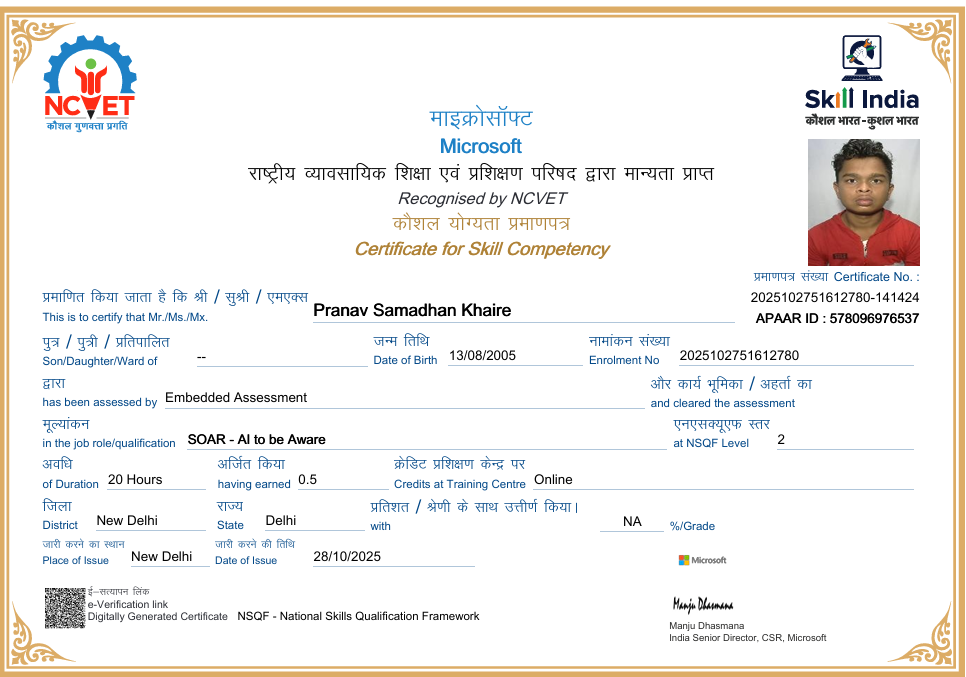 NCVET
कौशल गुणवत्ता प्रगति
Skill India
कौशल भारत-कुशल भारत
माइक्रोसॉफ्ट
Microsoft
राष्ट्रीय व्यावसायिक शिक्षा एवं प्रशिक्षण परिषद द्वारा मान्यता प्राप्त
Recognised by NCVET
कौशल योग्यता प्रमाणपत्र
Certificate for Skill Competency
प्रमाणपत्र संख्या Certificate No. :
2025102751612780-141424
APAAR ID : 578096976537
प्रमाणित किया जाता है कि श्री / सुश्री / एमएक्स
This is to certify that Mr./Ms./Mx. Pranav Samadhan Khaire
पुत्र / पुत्री / प्रतिपालित जन्म तिथि नामांकन संख्या
Son/Daughter/Ward of -- Date of Birth 13/08/2005 Enrolment No 2025102751612780
द्वारा और कार्य भूमिका / अहर्ता का
has been assessed by Embedded Assessment and cleared the assessment
मूल्यांकन एनएसक्यूएफ स्तर
in the job role/qualification SOAR - AI to be Aware at NSQF Level 2
अवधि अर्जित किया क्रेडिट प्रशिक्षण केन्द्र पर
of Duration 20 Hours having earned 0.5 Credits at Training Centre Online
जिला राज्य प्रतिशत / श्रेणी के साथ उत्तीर्ण किया।
District New Delhi State Delhi with NA %/Grade
जारी करने का स्थान जारी करने की तिथि
Place of Issue New Delhi Date of Issue 28/10/2025
Microsoft
ई-सत्यापन लिंक
e-Verification link
Digitally Generated Certificate NSQF - National Skills Qualification Framework
Manju Dhasmana
Manju Dhasmana
India Senior Director, CSR, Microsoft